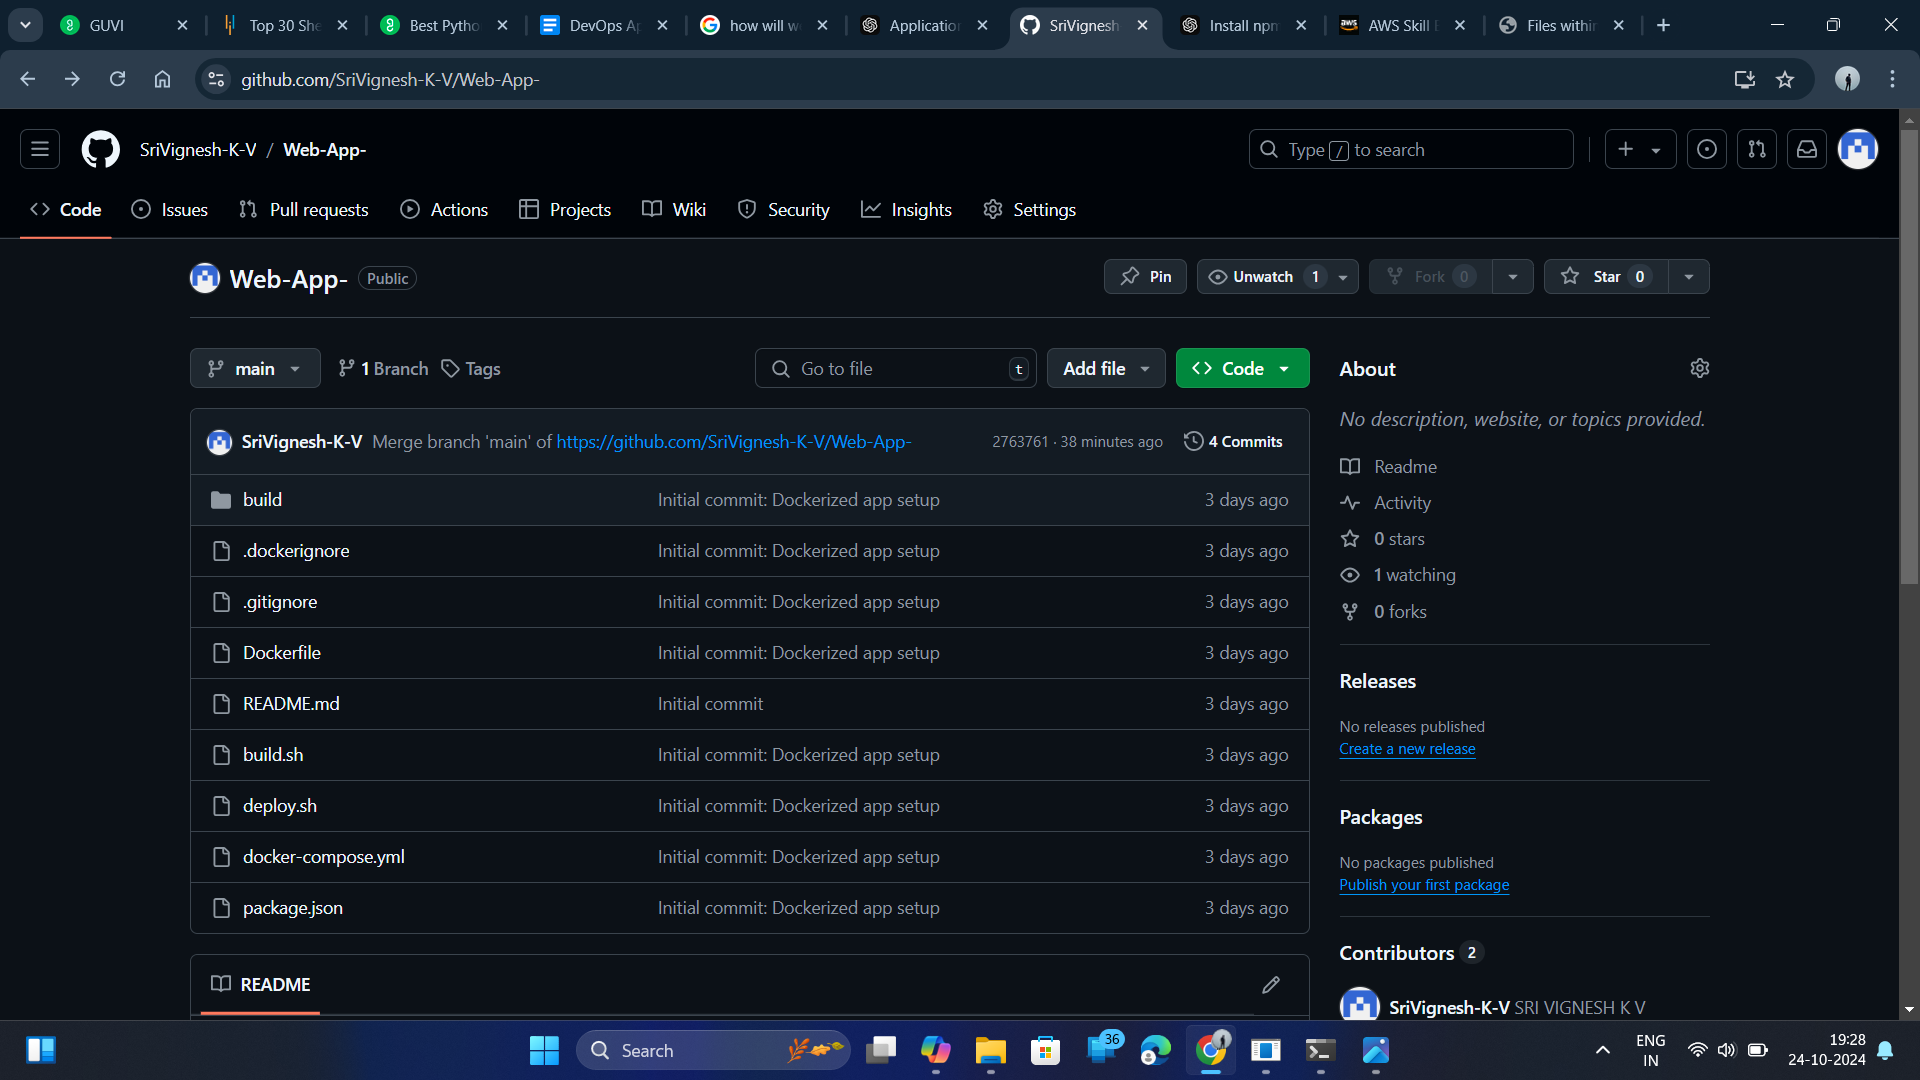 GUVI
Top 30 She
Best Pytho
DevOps Ap
how will w
Application
SriVignesh
Install npm
aws
AWS Skill B
Files within
github.com/SriVignesh-K-V/Web-App-
SriVignesh-K-V / Web-App-
Type / to search
Code
Issues
Pull requests
Actions
Projects
Wiki
Security
Insights
Settings
Web-App-
Public
Pin
Unwatch 1
Fork 0
Star 0
main
1 Branch
Tags
Go to file
t
Add file
Code
SriVignesh-K-V Merge branch 'main' of https://github.com/SriVignesh-K-V/Web-App- 2763761 · 38 minutes ago 4 Commits
build Initial commit: Dockerized app setup 3 days ago
.dockerignore Initial commit: Dockerized app setup 3 days ago
.gitignore Initial commit: Dockerized app setup 3 days ago
Dockerfile Initial commit: Dockerized app setup 3 days ago
README.md Initial commit 3 days ago
build.sh Initial commit: Dockerized app setup 3 days ago
deploy.sh Initial commit: Dockerized app setup 3 days ago
docker-compose.yml Initial commit: Dockerized app setup 3 days ago
package.json Initial commit: Dockerized app setup 3 days ago
README
About
No description, website, or topics provided.
Readme
Activity
0 stars
1 watching
0 forks
Releases
No releases published
Create a new release
Packages
No packages published
Publish your first package
Contributors 2
SriVignesh-K-V SRI VIGNESH K V
Search
36
ENG
IN
19:28
24-10-2024